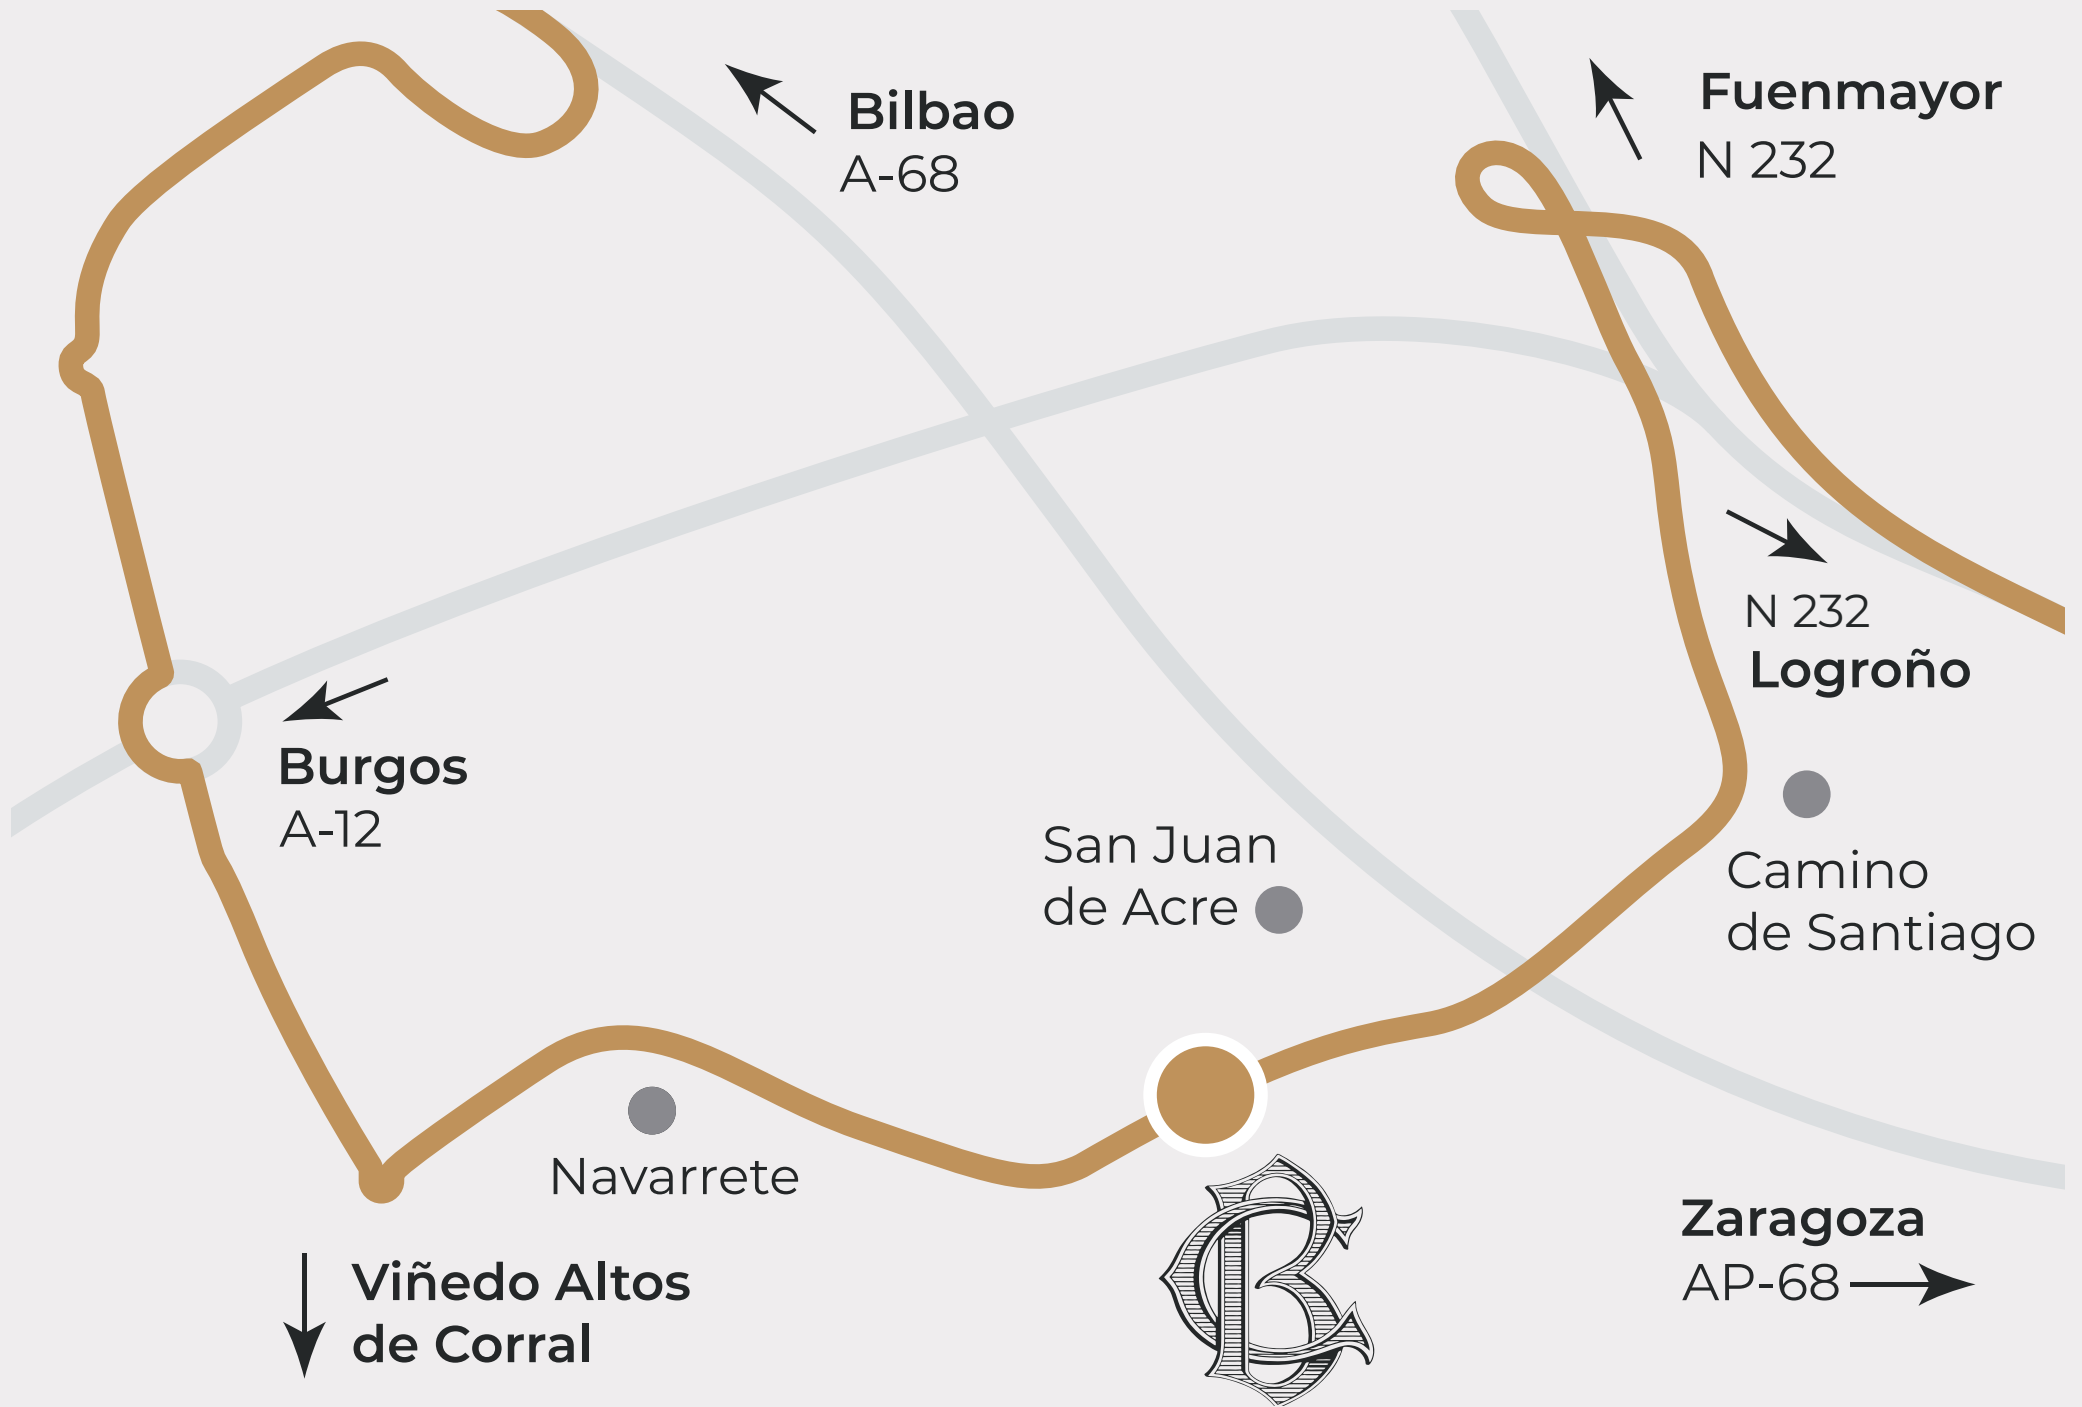 Bilbao
A-68
Fuenmayor
N 232
N 232
Logroño
Burgos
A-12
San Juan
de Acre
Camino
de Santiago
Navarrete
Viñedo Altos
de Corral
Zaragoza
AP-68